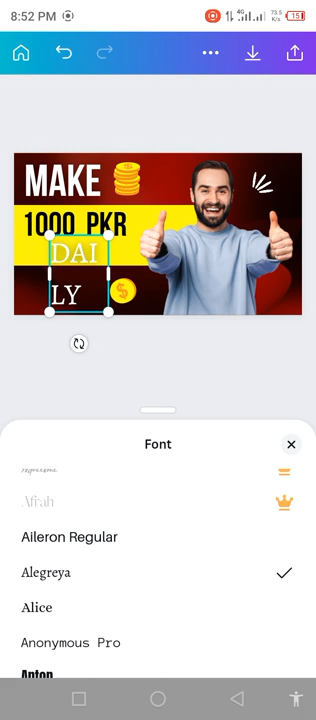 8:52 PM
4G
73.5
K/s
15
MAKE
1000 PKR
DAI
LY
Font
Afrah
Aileron Regular
Alegreya
Alice
Anonymous Pro
Anton